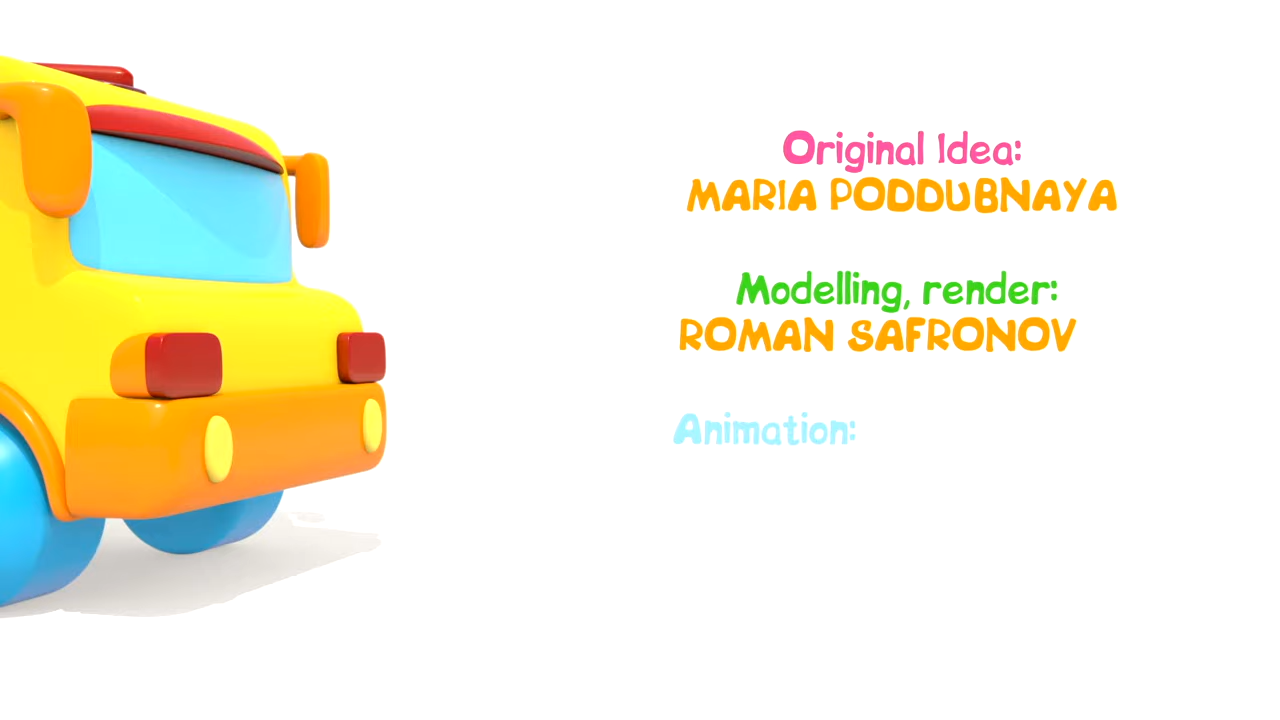 Original Idea:
MARIA PODDUBNAYA
Modelling, render:
ROMAN SAFRONOV
Animation: